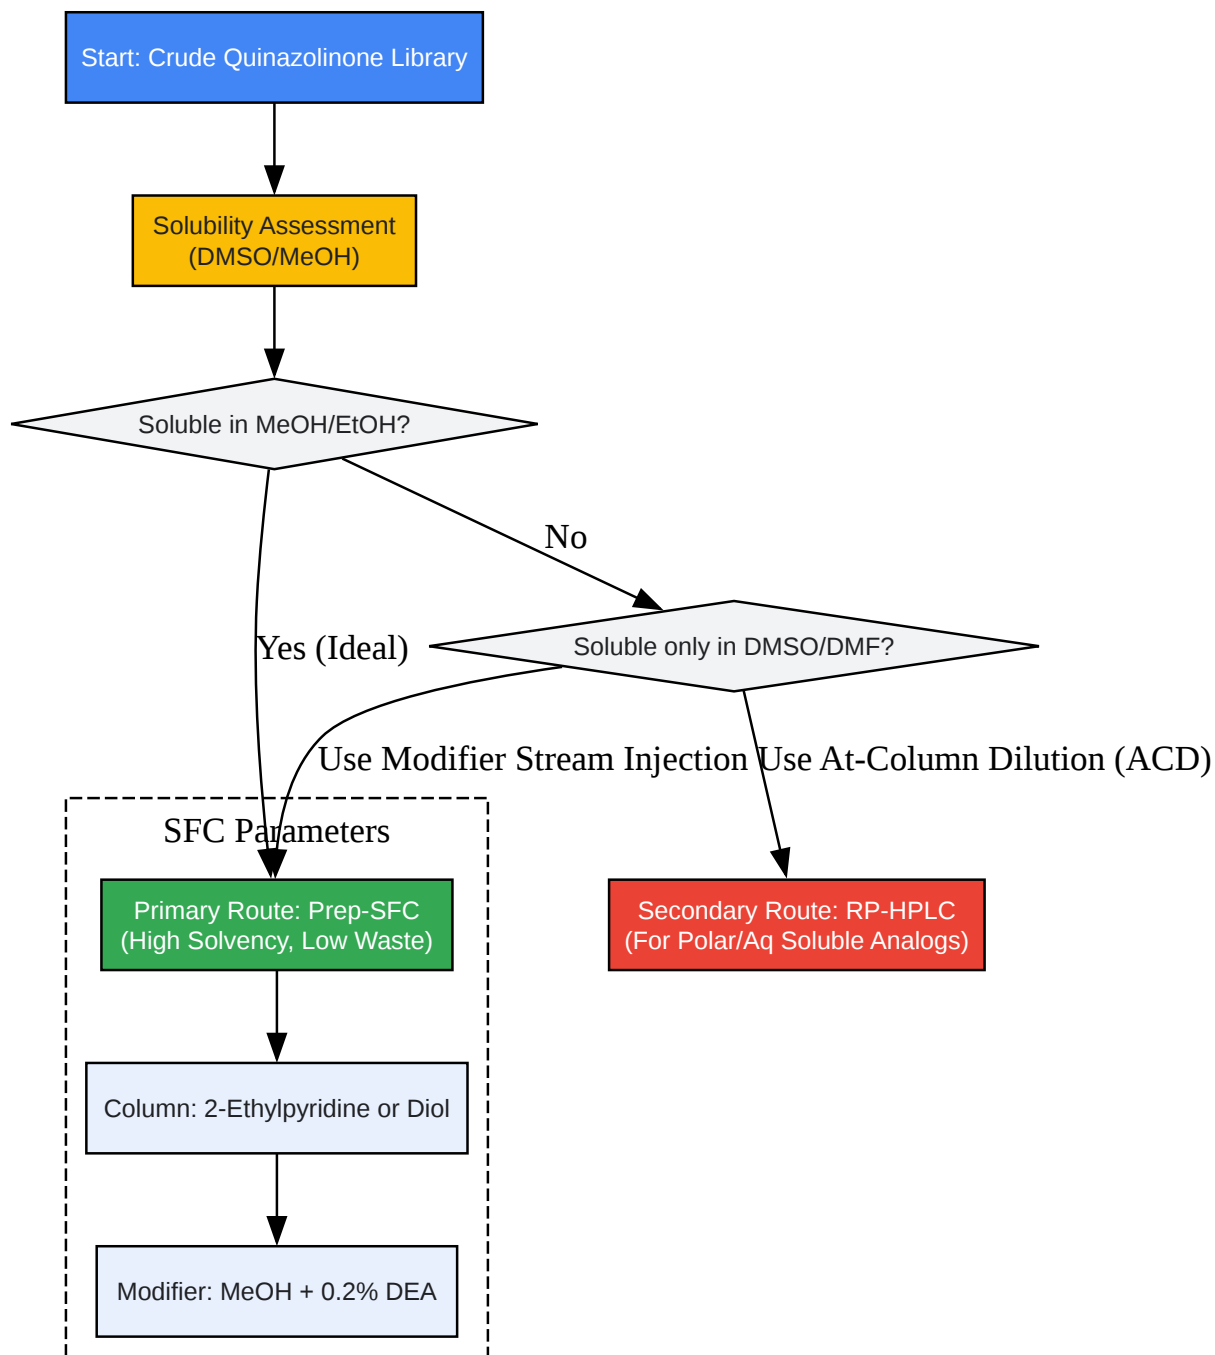 Start: Crude Quinazolinone Library
Solubility Assessment
(DMSO/MeOH)
Soluble in MeOH/EtOH?
No
Yes (Ideal)
Soluble only in DMSO/DMF?
Use Modifier Stream Injection
Use At-Column Dilution (ACD)
SFC Parameters
Primary Route: Prep-SFC
(High Solvency, Low Waste)
Secondary Route: RP-HPLC
(For Polar/Aq Soluble Analogs)
Column: 2-Ethylpyridine or Diol
Modifier: MeOH + 0.2% DEA